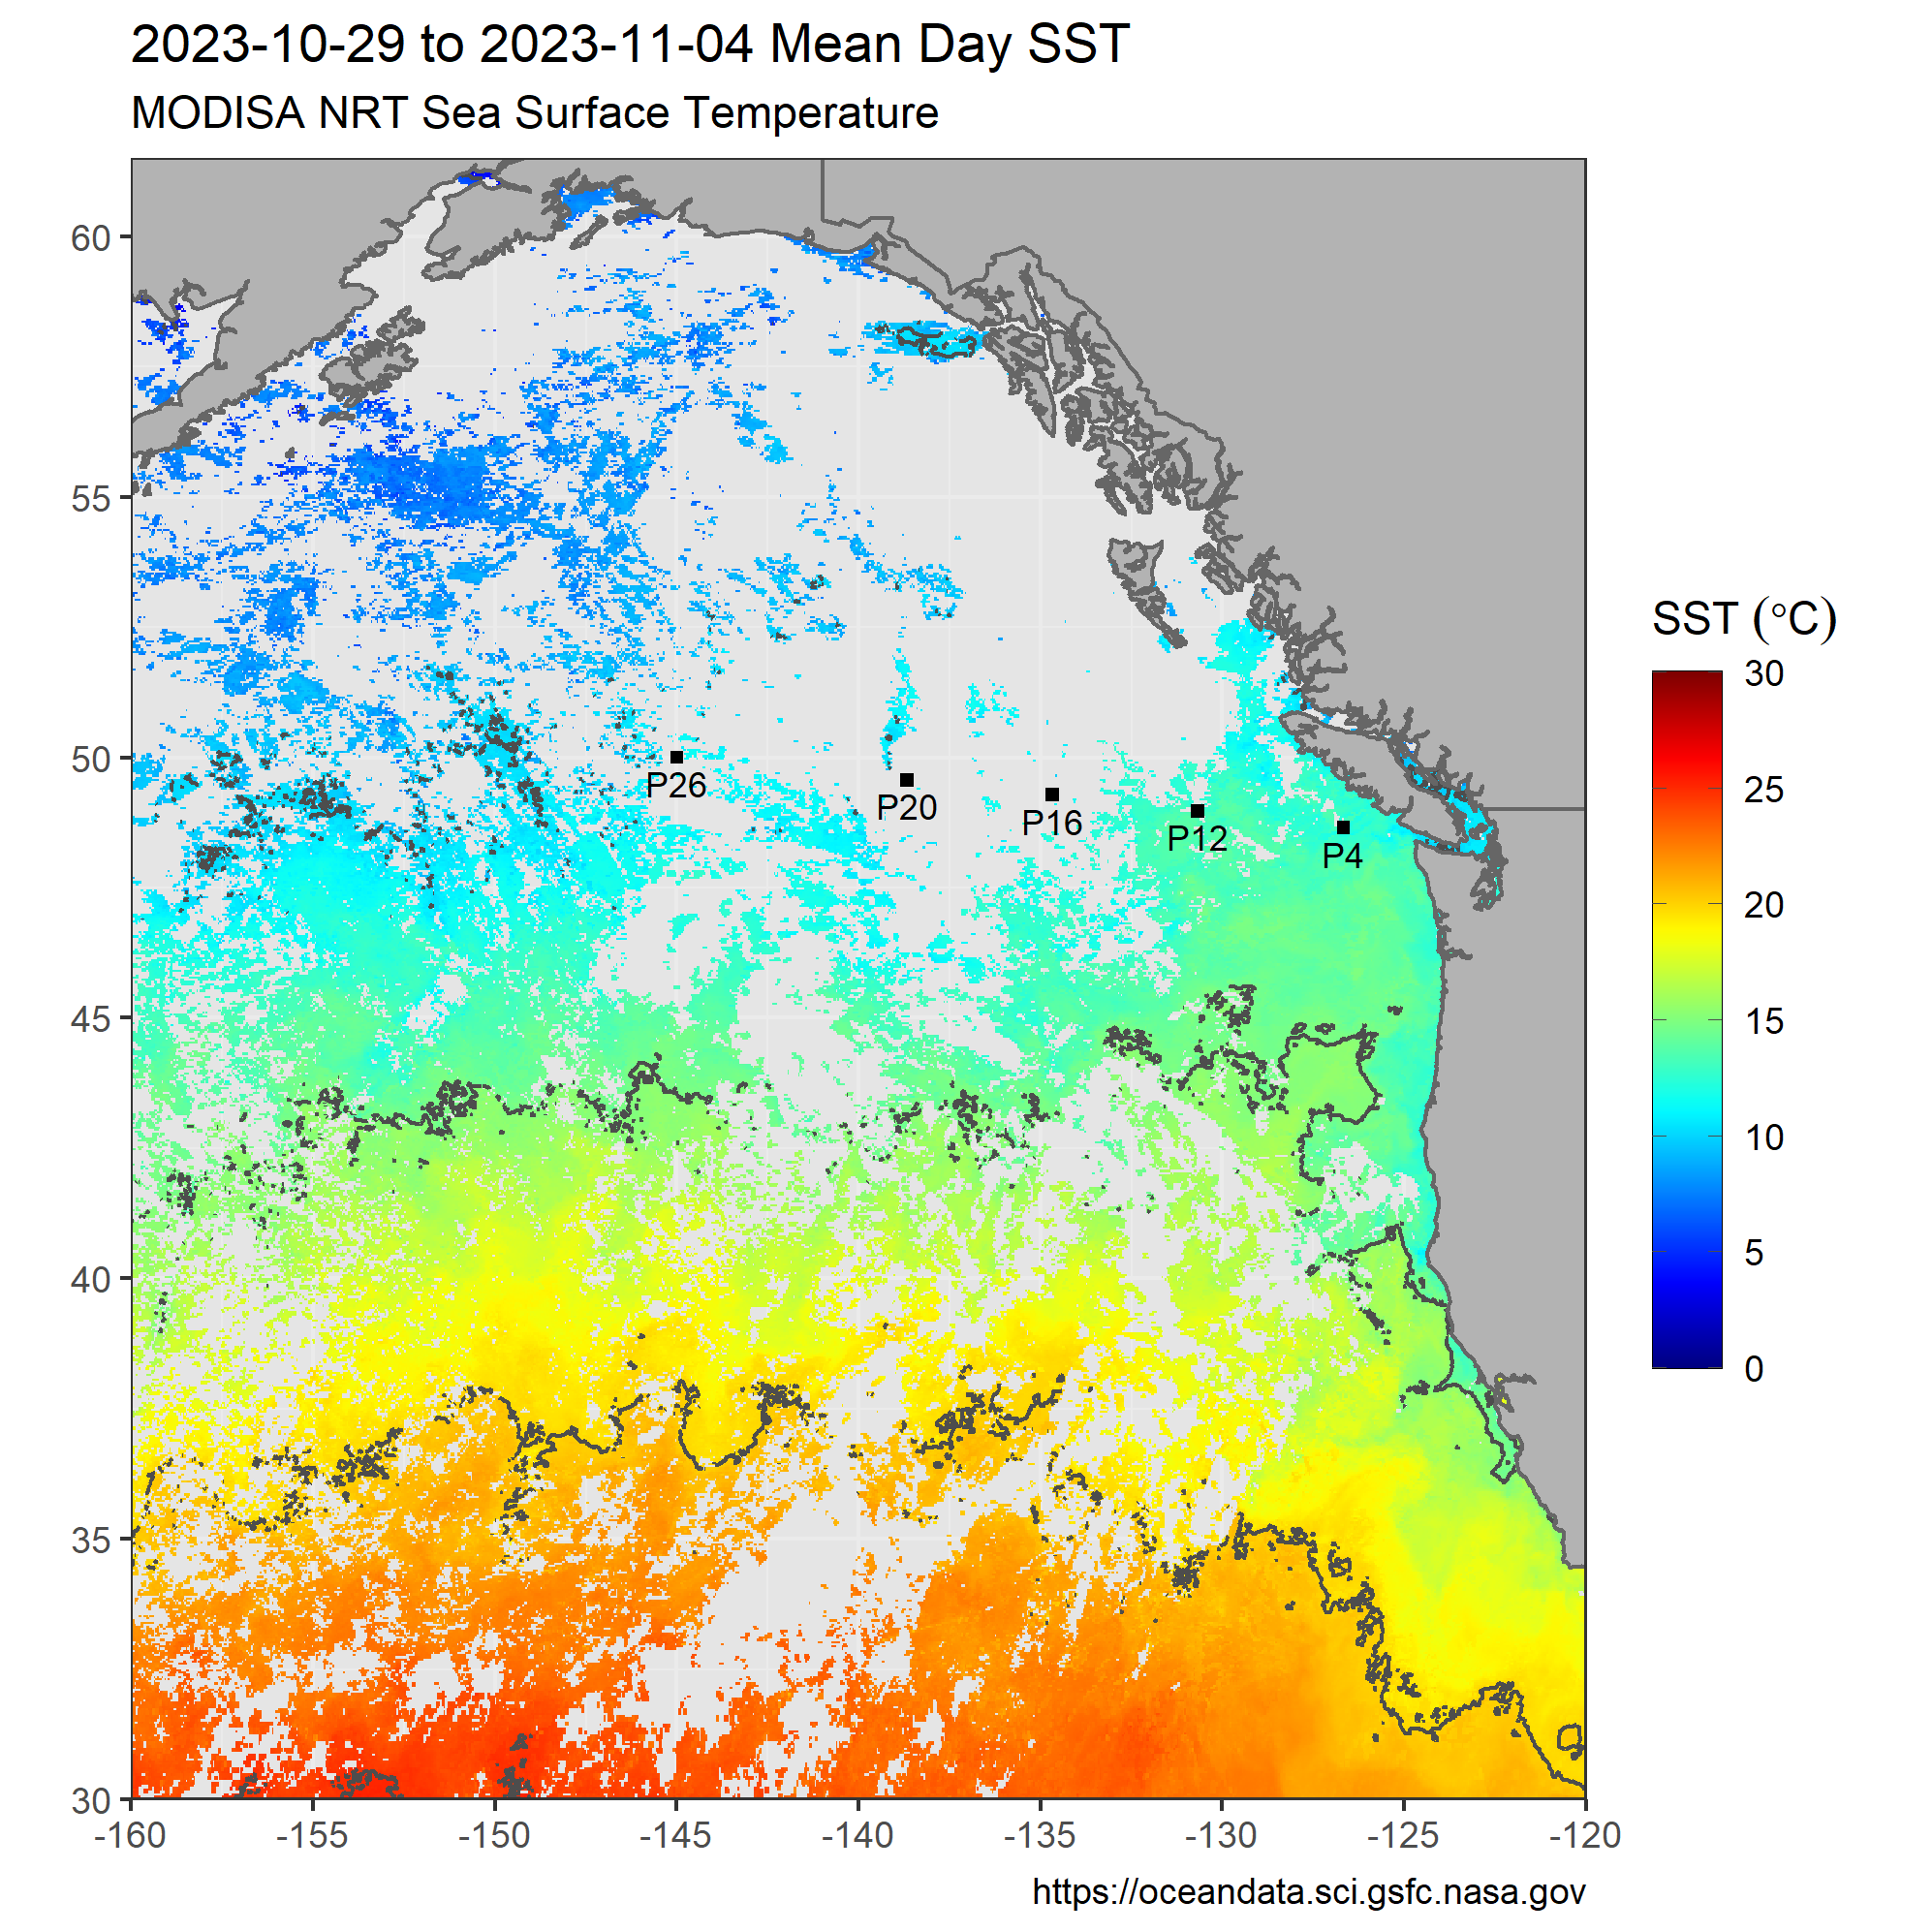 2023-10-29 to 2023-11-04 Mean Day SST
MODISA NRT Sea Surface Temperature
60
55
50
45
40
35
30
P26
P20
P16
P12
P4
SST (°C)
30
25
20
15
10
5
0
-160 -155 -150 -145 -140 -135 -130 -125 -120
https://oceandata.sci.gsfc.nasa.gov